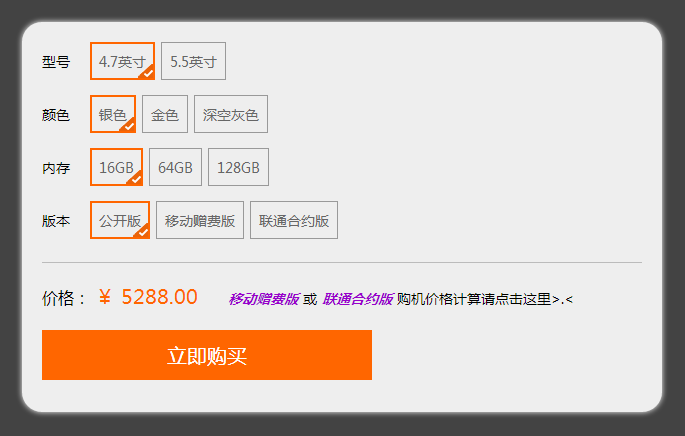 型号 4.7英寸 5.5英寸
颜色 银色 金色 深空灰色
内存 16GB 64GB 128GB
版本 公开版 移动赠费版 联通合约版
价格： ￥ 5288.00 移动赠费版 或 联通合约版 购机价格计算请点击这里>.<
立即购买